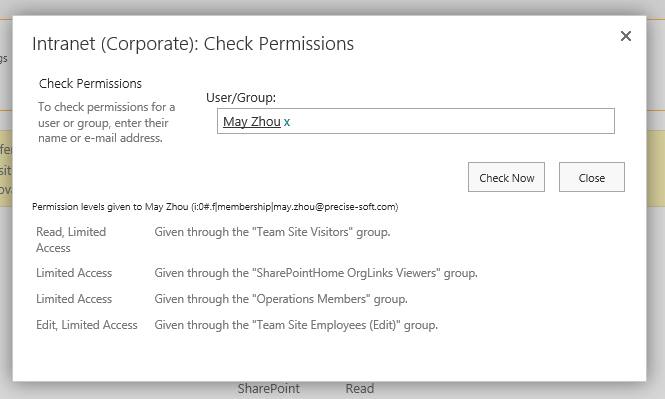 Intranet (Corporate): Check Permissions
gs
Check Permissions
To check permissions for a
user or group, enter their
name or e-mail address.
User/Group:
May Zhou x
Check Now
Close
Permission levels given to May Zhou (i:0#.f|membership|may.zhou@precise-soft.com)
Read, Limited
Access
Given through the "Team Site Visitors" group.
Limited Access
Given through the "SharePointHome OrgLinks Viewers" group.
Limited Access
Given through the "Operations Members" group.
Edit, Limited Access
Given through the "Team Site Employees (Edit)" group.
SharePoint
Read